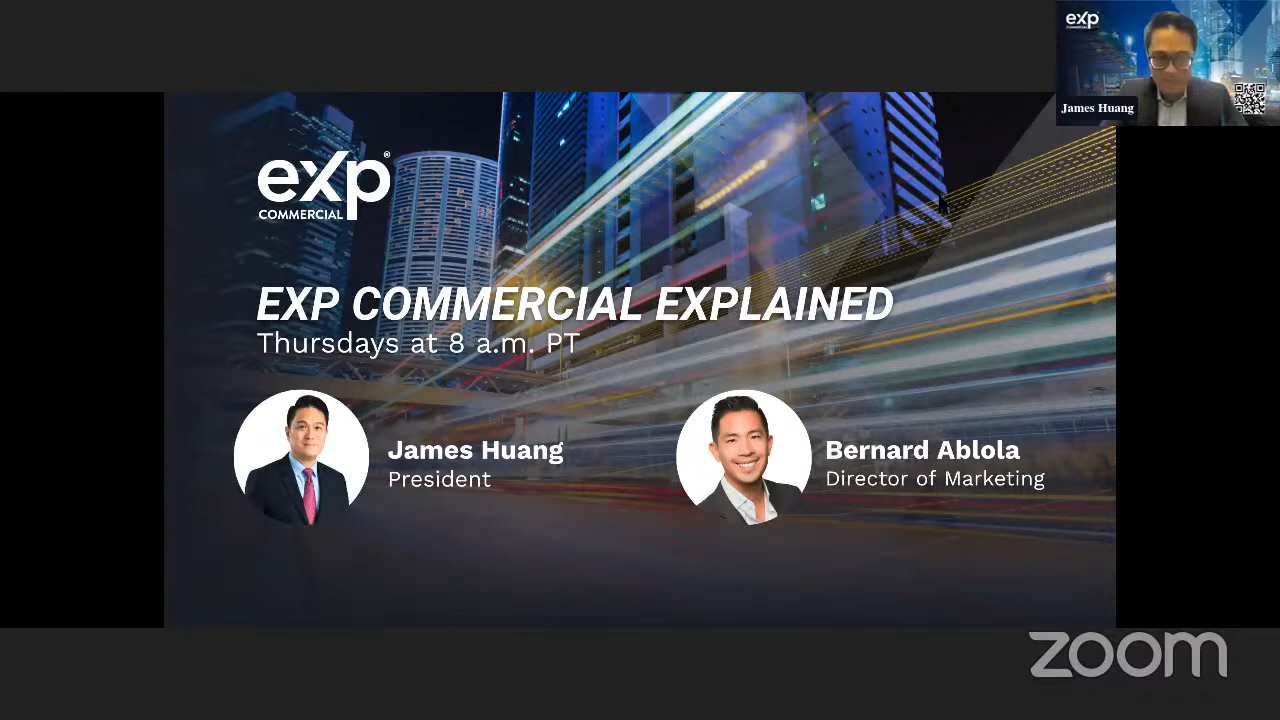 exp
COMMERCIAL
James Huang
exp®
COMMERCIAL
EXP COMMERCIAL EXPLAINED
Thursdays at 8 a.m. PT
James Huang
President
Bernard Ablola
Director of Marketing
zoom